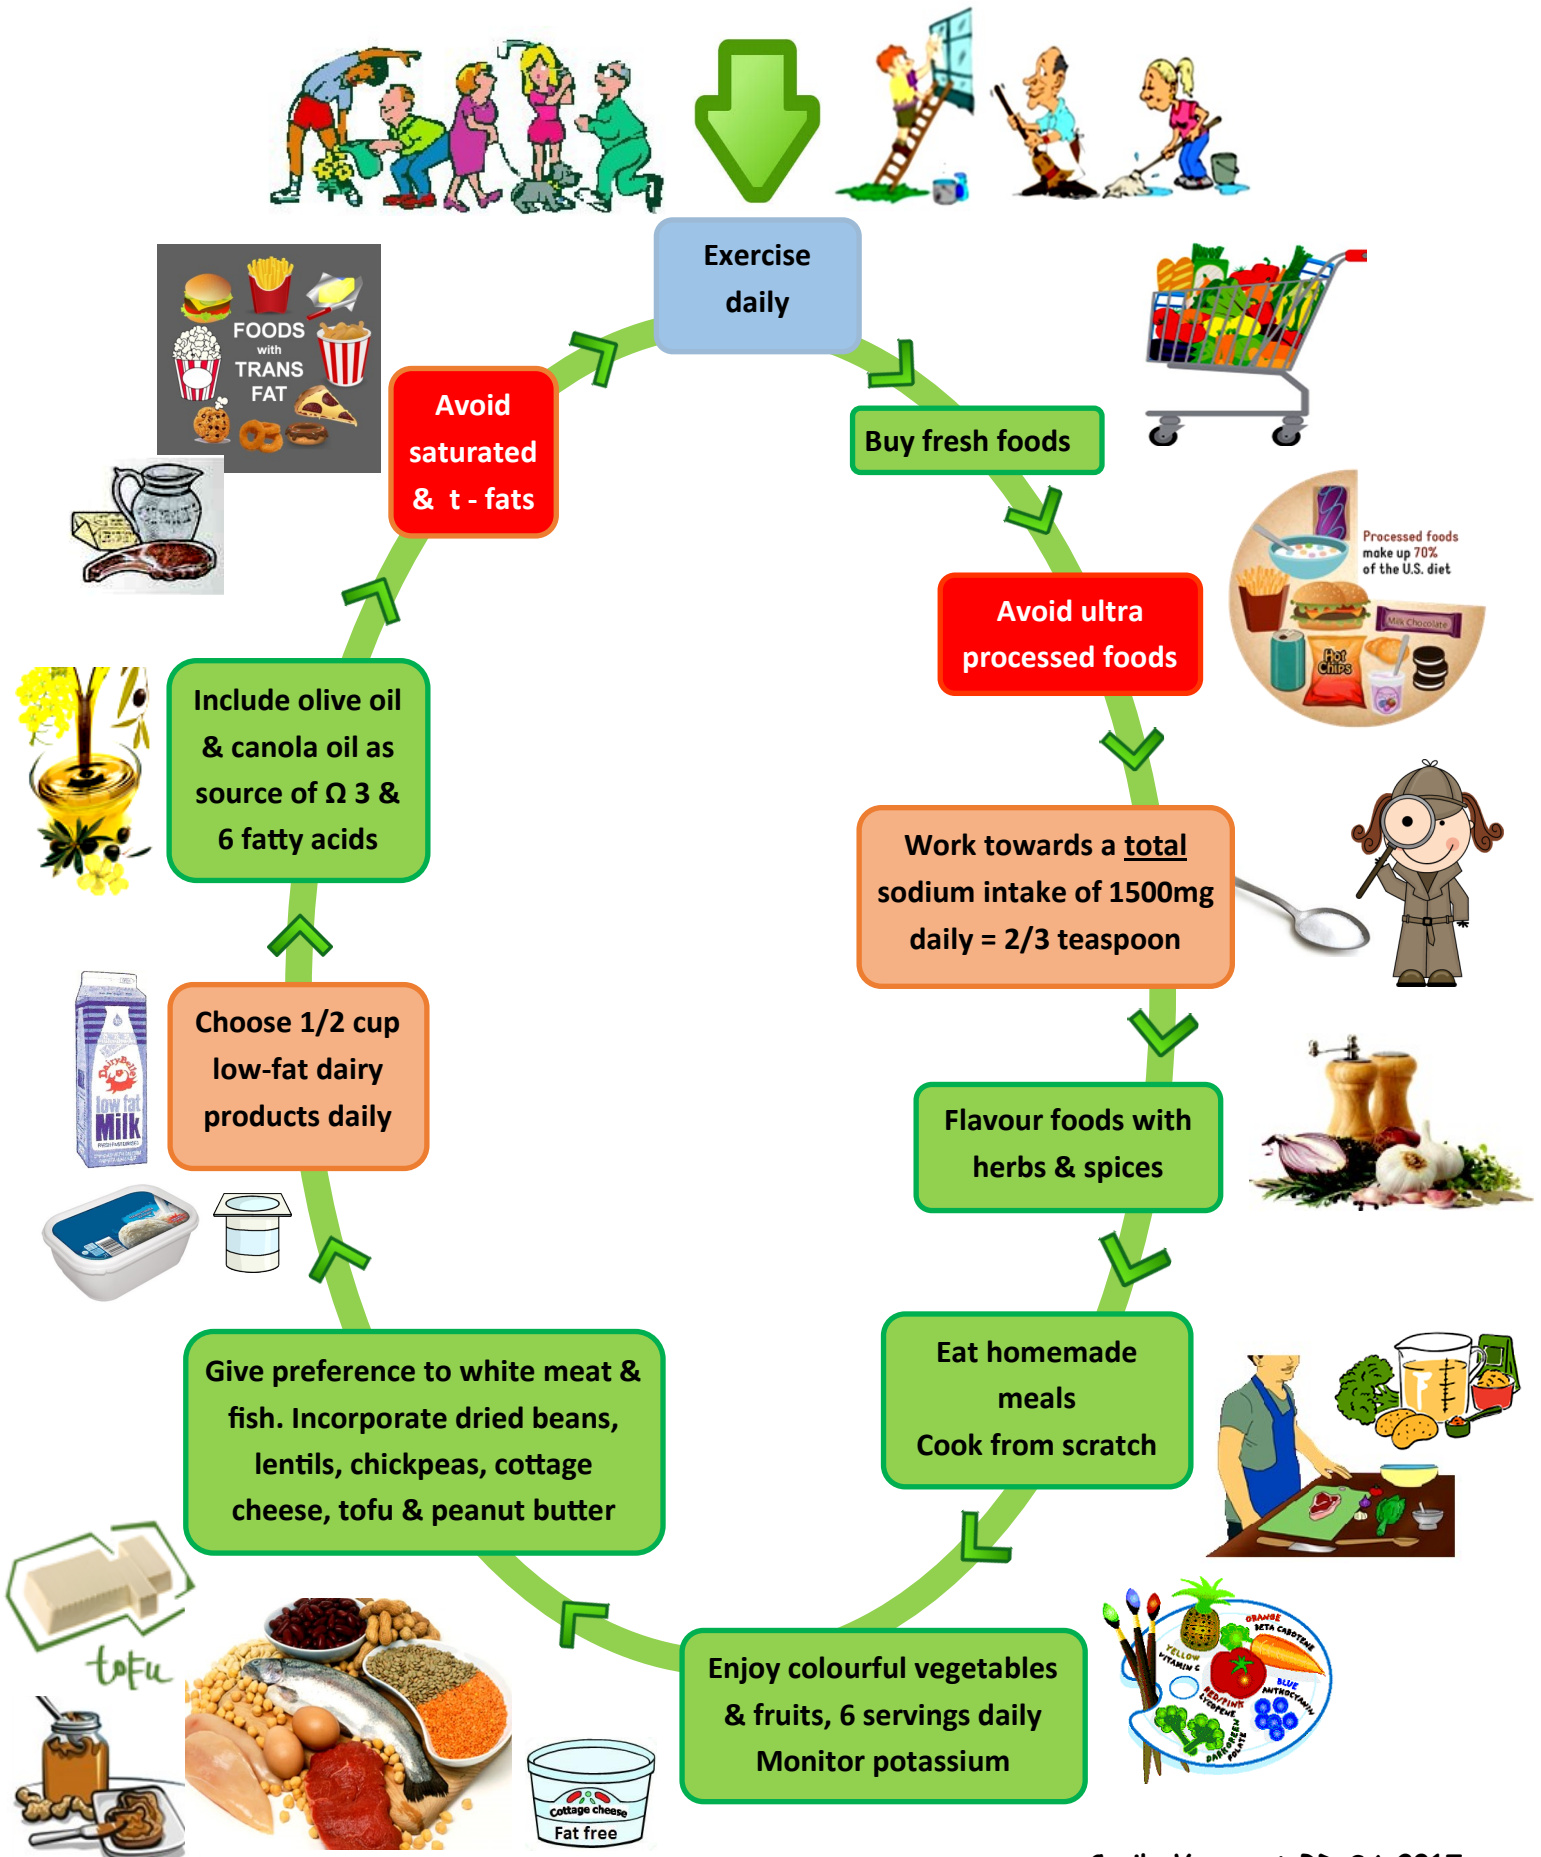 Exercise
daily
FOODS
with
TRANS
FAT
Avoid
saturated
& t - fats
Buy fresh foods
Processed foods
make up 70%
of the U.S. diet
Milk Chocolate
Hot
Chips
Avoid ultra
processed foods
Include olive oil
& canola oil as
source of Ω 3 &
6 fatty acids
Work towards a total
sodium intake of 1500mg
daily = 2/3 teaspoon
Choose 1/2 cup
low-fat dairy
products daily
low fat
Milk
Flavour foods with
herbs & spices
Eat homemade
meals
Cook from scratch
Give preference to white meat &
fish. Incorporate dried beans,
lentils, chickpeas, cottage
cheese, tofu & peanut butter
tofu
Enjoy colourful vegetables
& fruits, 6 servings daily
Monitor potassium
ORANGE
BETA CAROTENE
YELLOW
VITAMIN C
RED/PINK
LYCOPENE
BLUE
ANTHOCYANIN
DARK GREEN
FOLATE
Cottage cheese
Fat free